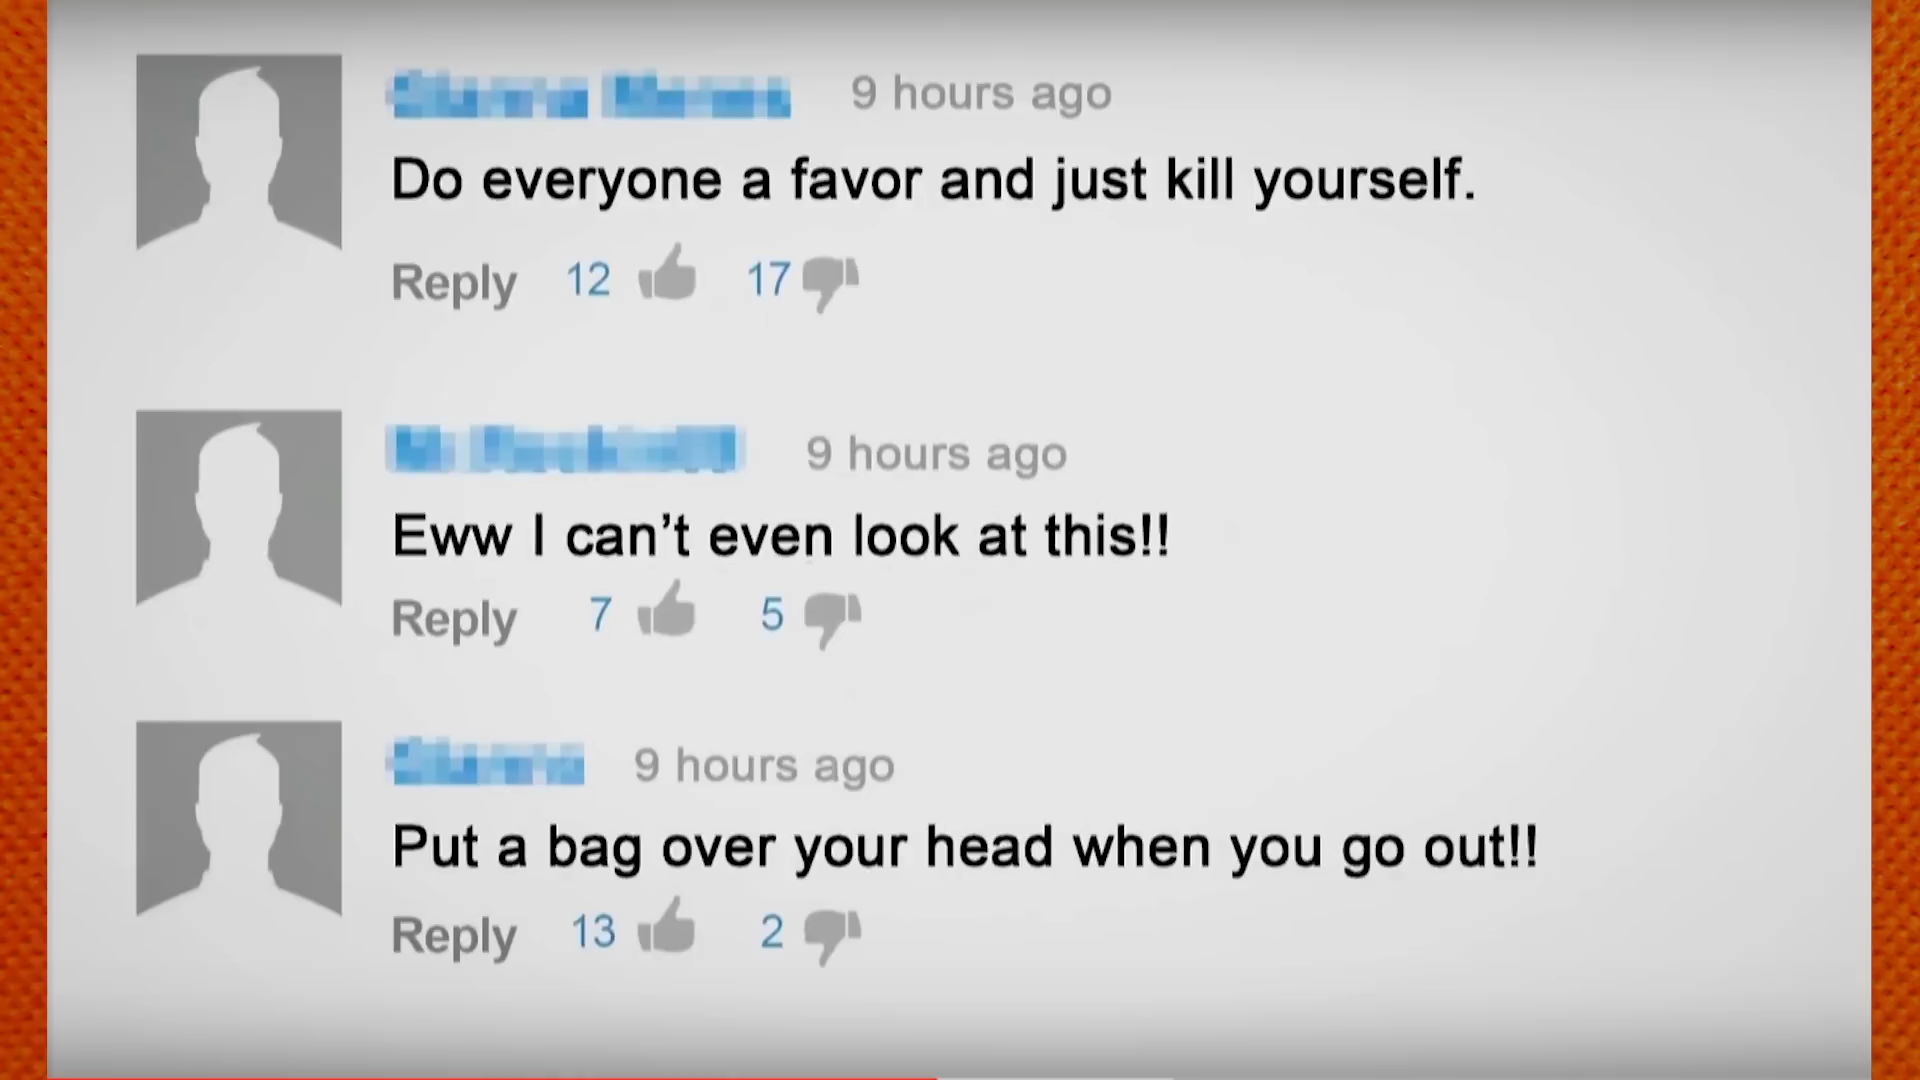 9 hours ago
Do everyone a favor and just kill yourself.
Reply 12 17
9 hours ago
Eww I can’t even look at this!!
Reply 7 5
9 hours ago
Put a bag over your head when you go out!!
Reply 13 2